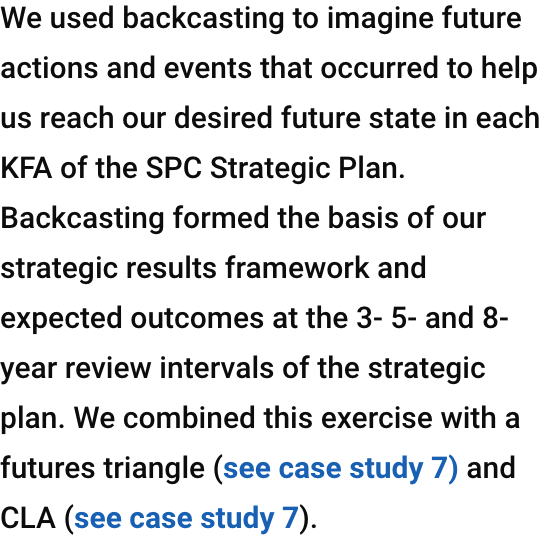 We used backcasting to imagine future
actions and events that occurred to help
us reach our desired future state in each
KFA of the SPC Strategic Plan.
Backcasting formed the basis of our
strategic results framework and
expected outcomes at the 3- 5- and 8-
year review intervals of the strategic
plan. We combined this exercise with a
futures triangle (see case study 7) and
CLA (see case study 7).